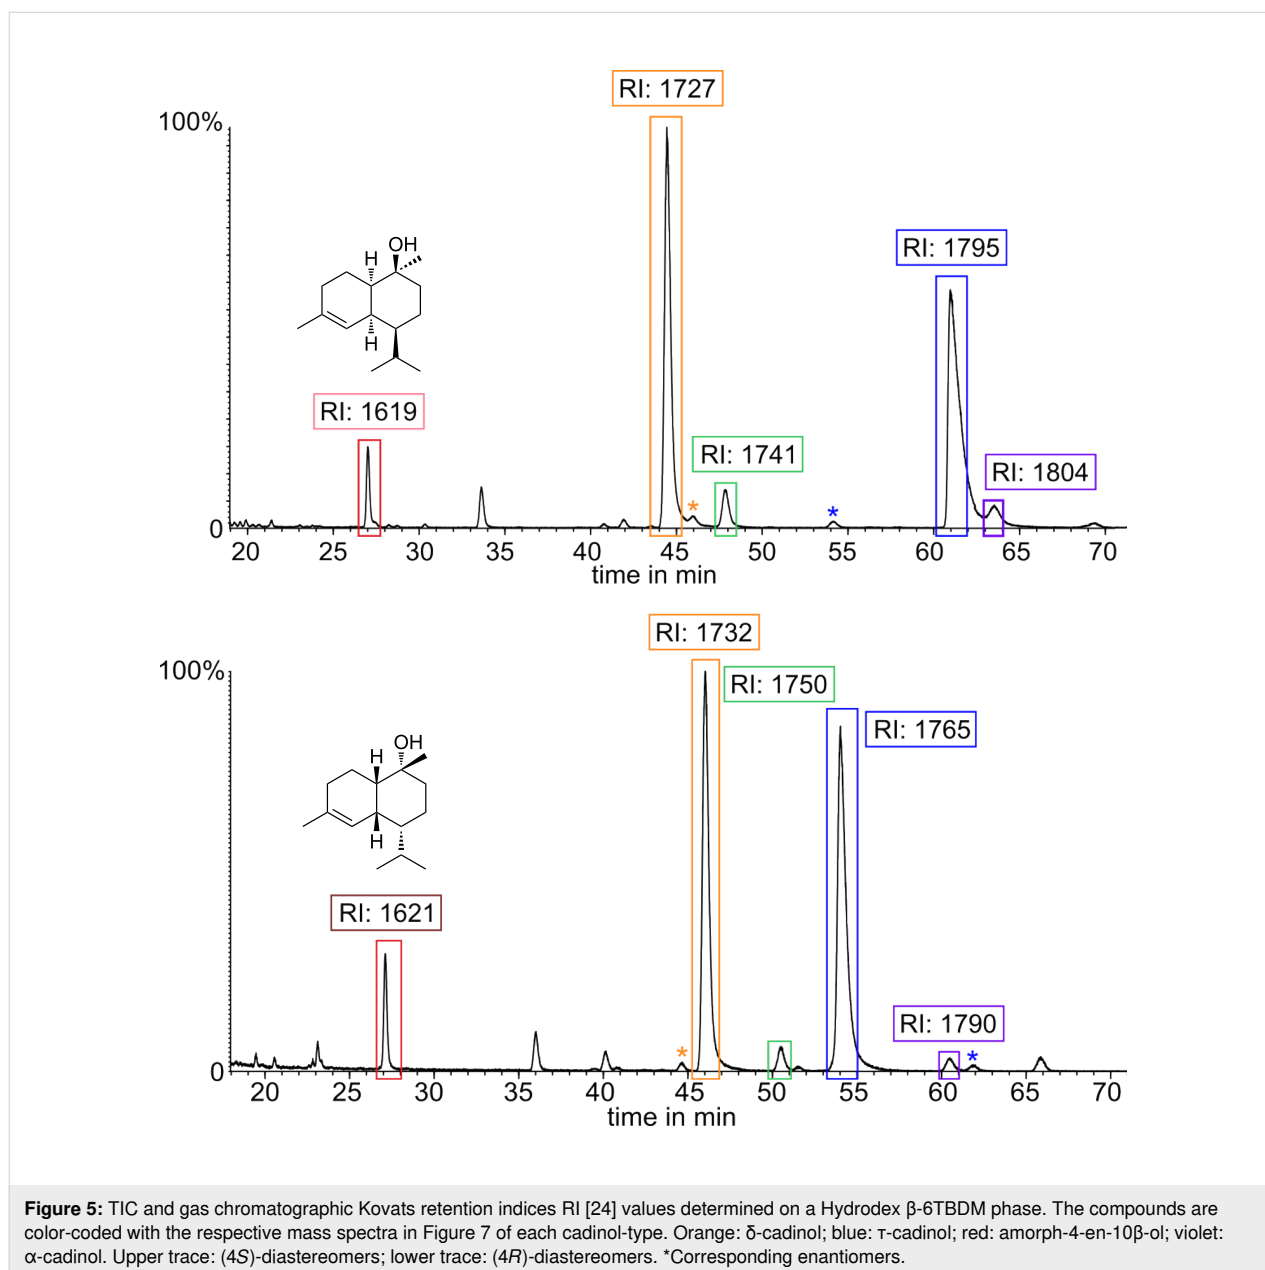 RI: 1727
100%
OH
H
RI: 1795
H
RI: 1619
RI: 1741
RI: 1804
*
*
0
20 25 30 35 40 45 50 55 60 65 70
time in min
RI: 1732
100%
RI: 1750
RI: 1765
OH
H
H
RI: 1621
RI: 1790
*
*
0
20 25 30 35 40 45 50 55 60 65 70
time in min
Figure 5: TIC and gas chromatographic Kovats retention indices RI [24] values determined on a Hydrodex β-6TBDM phase. The compounds are
color-coded with the respective mass spectra in Figure 7 of each cadinol-type. Orange: δ-cadinol; blue: τ-cadinol; red: amorph-4-en-10β-ol; violet:
α-cadinol. Upper trace: (4S)-diastereomers; lower trace: (4R)-diastereomers. *Corresponding enantiomers.